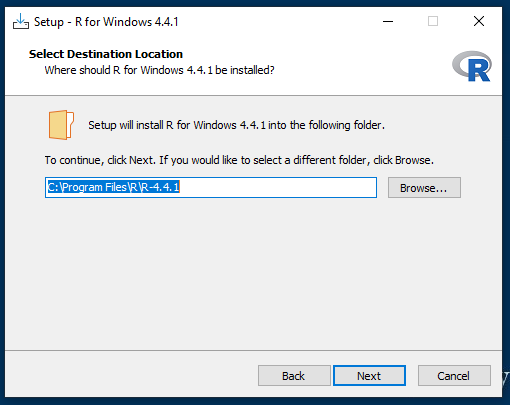 Setup - R for Windows 4.4.1
Select Destination Location
Where should R for Windows 4.4.1 be installed?
R
Setup will install R for Windows 4.4.1 into the following folder.
To continue, click Next. If you would like to select a different folder, click Browse.
C:\Program Files\R\R-4.4.1
Browse...
Back
Next
Cancel